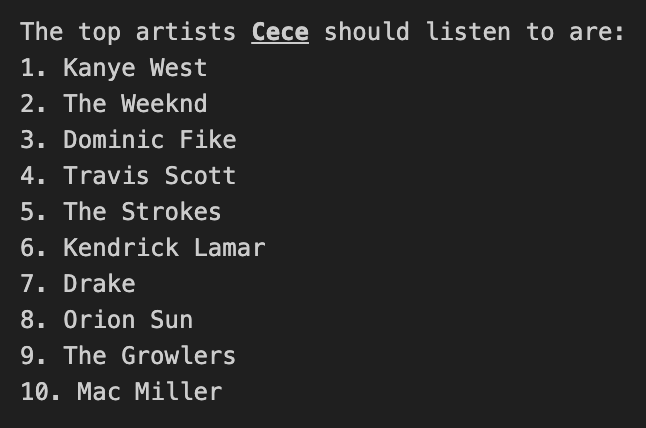 The top artists Cece should listen to are:
1. Kanye West
2. The Weeknd
3. Dominic Fike
4. Travis Scott
5. The Strokes
6. Kendrick Lamar
7. Drake
8. Orion Sun
9. The Growlers
10. Mac Miller